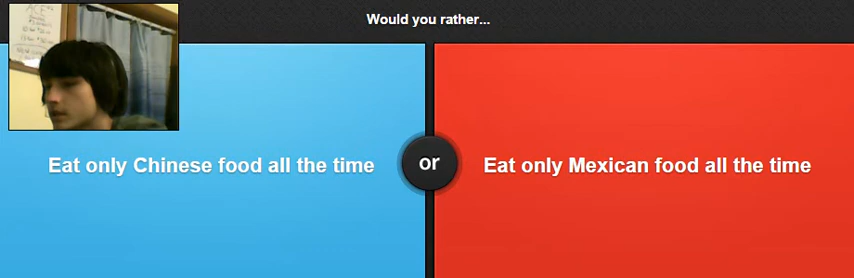 Would you rather...
Eat only Chinese food all the time
or
Eat only Mexican food all the time